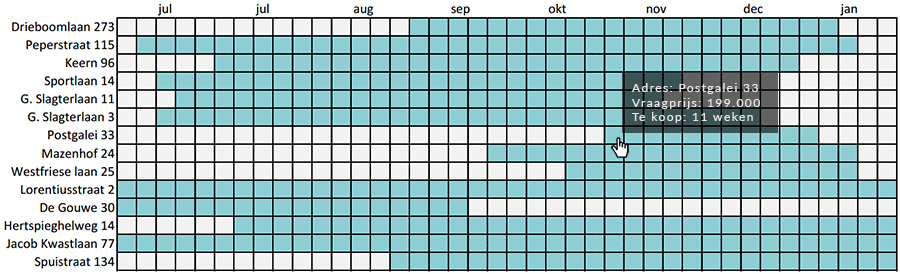 jul jul aug sep okt nov dec jan
Drieboomlaan 273
Peperstraat 115
Keern 96
Sportlaan 14
G. Slagterlaan 11
G. Slagterlaan 3
Postgalei 33
Mazenhof 24
Westfriese laan 25
Lorentiusstraat 2
De Gouwe 30
Hertspieghelweg 14
Jacob Kwastlaan 77
Spuistraat 134
Adres: Postgalei 33
Vraagprijs: 199.000
Te koop: 11 weken